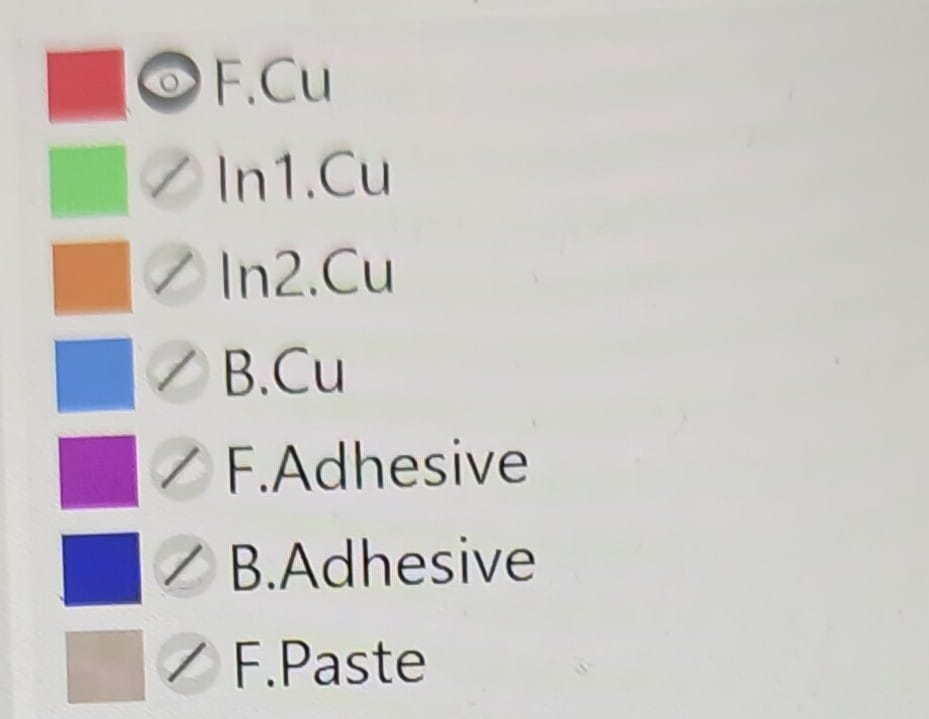 F.Cu
In1.Cu
In2.Cu
B.Cu
F.Adhesive
B.Adhesive
F.Paste